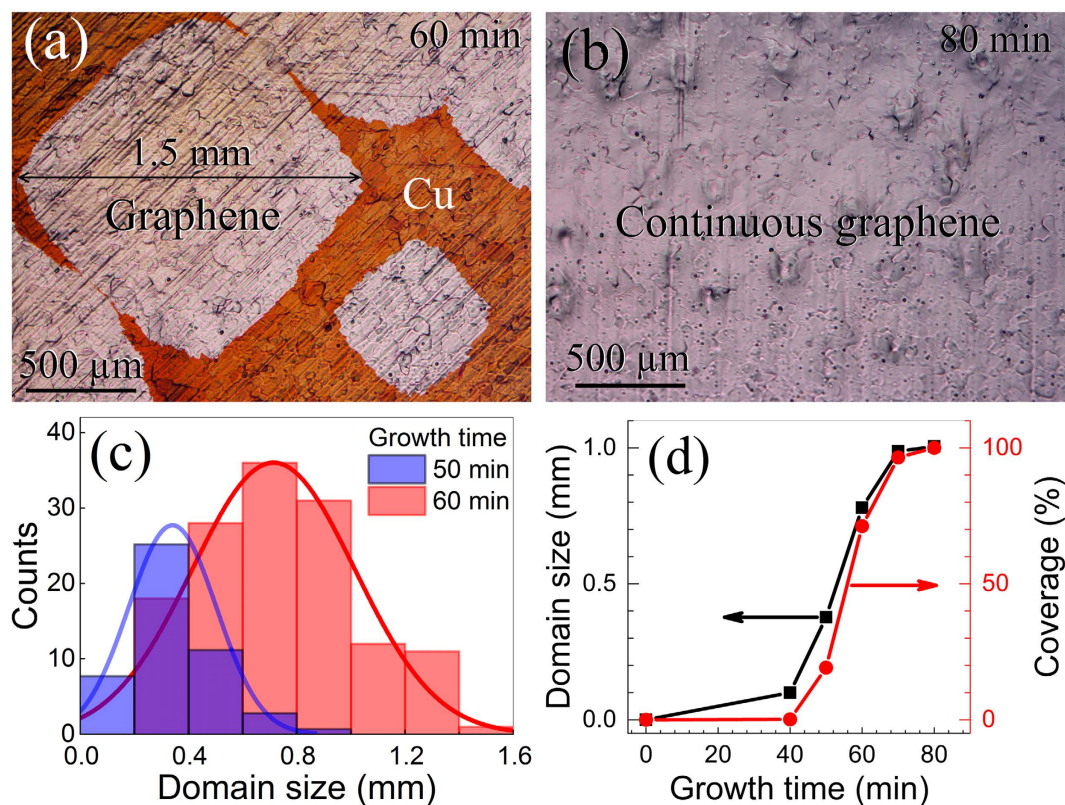 (a)
60 min
1.5 mm
Graphene
Cu
500 μm
(b)
80 min
Continuous graphene
500 μm
(c)
Growth time
50 min
60 min
Counts
40
30
20
10
0
0.0 0.4 0.8 1.2 1.6
Domain size (mm)
(d)
Domain size (mm)
1.0
0.5
0.0
Coverage (%)
100
50
0
0 20 40 60 80
Growth time (min)